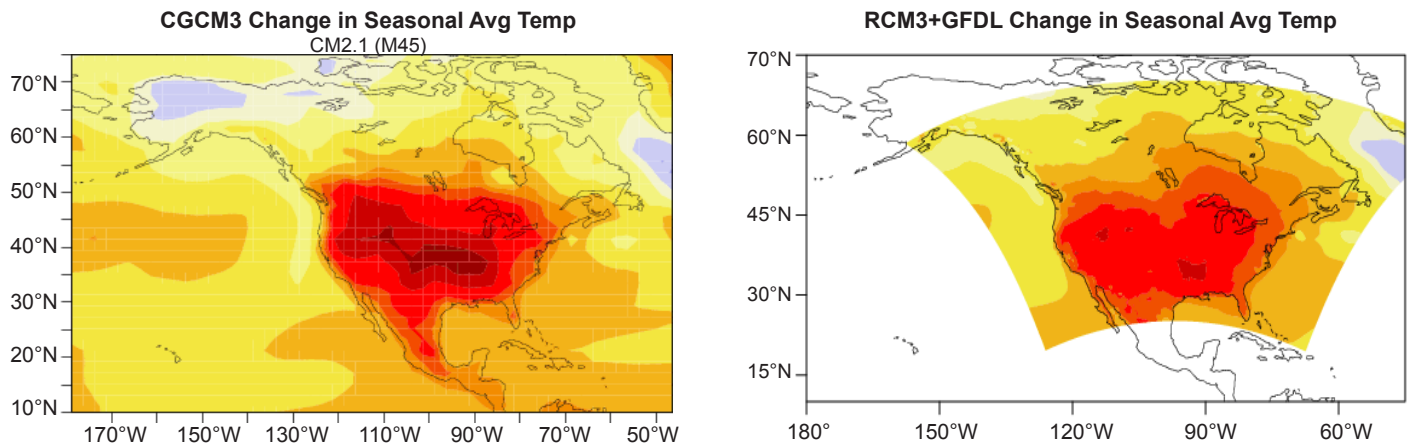 CGCM3 Change in Seasonal Avg Temp
CM2.1 (M45)
70°N
60°N
50°N
40°N
30°N
20°N
10°N
170°W 150°W 130°W 110°W 90°W 70°W 50°W
RCM3+GFDL Change in Seasonal Avg Temp
70°N
60°N
45°N
30°N
15°N
180° 150°W 120°W 90°W 60°W